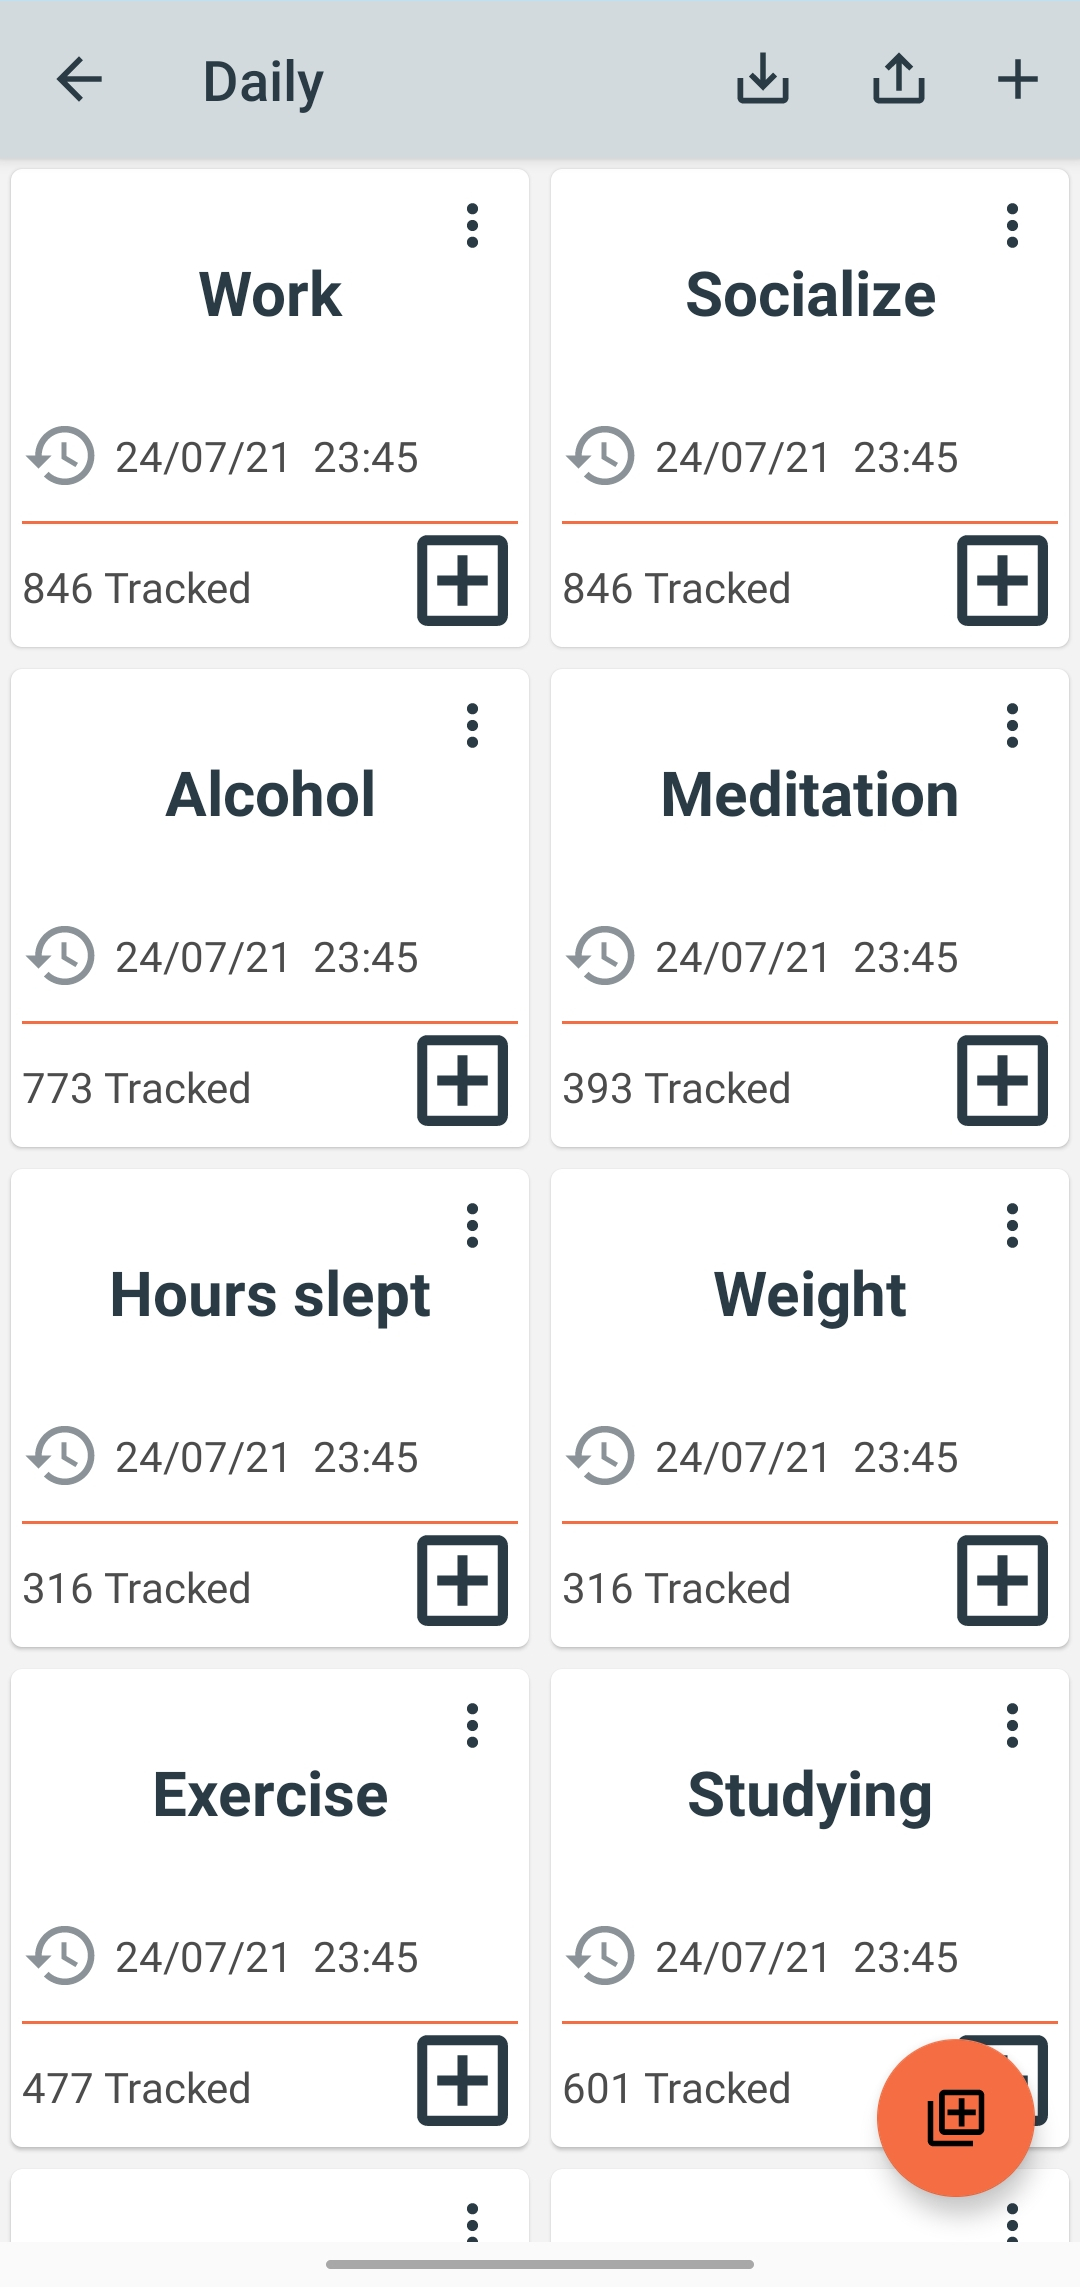 Daily
Work
24/07/21 23:45
846 Tracked
Socialize
24/07/21 23:45
846 Tracked
Alcohol
24/07/21 23:45
773 Tracked
Meditation
24/07/21 23:45
393 Tracked
Hours slept
24/07/21 23:45
316 Tracked
Weight
24/07/21 23:45
316 Tracked
Exercise
24/07/21 23:45
477 Tracked
Studying
24/07/21 23:45
601 Tracked